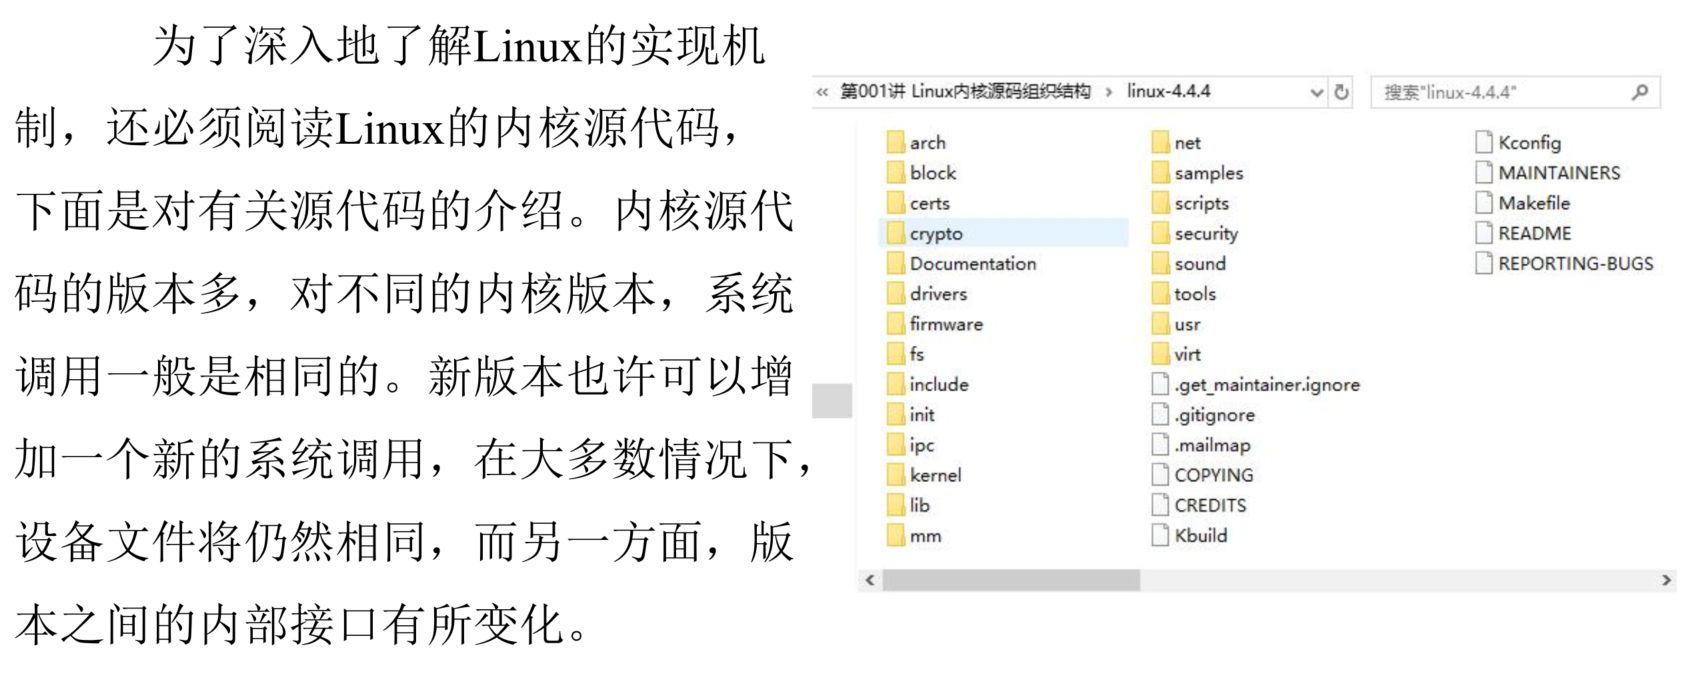 为了深入地了解Linux的实现机
制，还必须阅读Linux的内核源代码，
下面是对有关源代码的介绍。内核源代
码的版本多，对不同的内核版本，系统
调用一般是相同的。新版本也许可以增
加一个新的系统调用，在大多数情况下，
设备文件将仍然相同，而另一方面，版
本之间的内部接口有所变化。
« 第001讲 Linux内核源码组织结构 › linux-4.4.4
搜索"linux-4.4.4"
arch
block
certs
crypto
Documentation
drivers
firmware
fs
include
init
ipc
kernel
lib
mm
net
samples
scripts
security
sound
tools
usr
virt
.get_maintainer.ignore
.gitignore
.mailmap
COPYING
CREDITS
Kbuild
Kconfig
MAINTAINERS
Makefile
README
REPORTING-BUGS